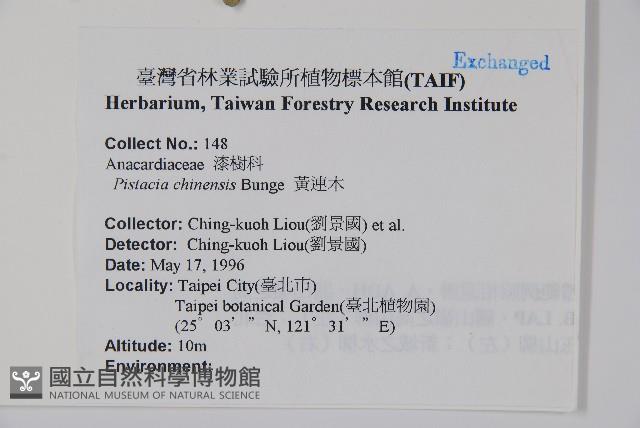 Exchanged
臺灣省林業試驗所植物標本館(TAIF)
Herbarium, Taiwan Forestry Research Institute
Collect No.: 148
Anacardiaceae 漆樹科
Pistacia chinensis Bunge 黃連木
Collector: Ching-kuoh Liou(劉景國) et al.
Detector: Ching-kuoh Liou(劉景國)
Date: May 17, 1996
Locality: Taipei City(臺北市)
Taipei botanical Garden(臺北植物園)
(25° 03’ ” N, 121° 31’ ” E)
Altitude: 10m
Environment:
國立自然科學博物館
NATIONAL MUSEUM OF NATURAL SCIENCE